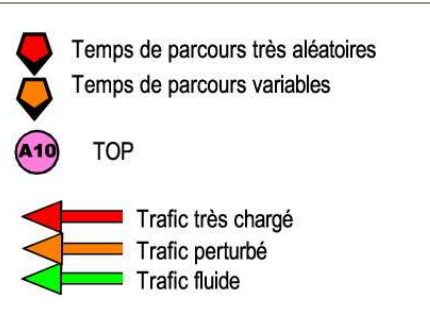 Temps de parcours très aléatoires
Temps de parcours variables
A10 TOP
Trafic très chargé
Trafic perturbé
Trafic fluide